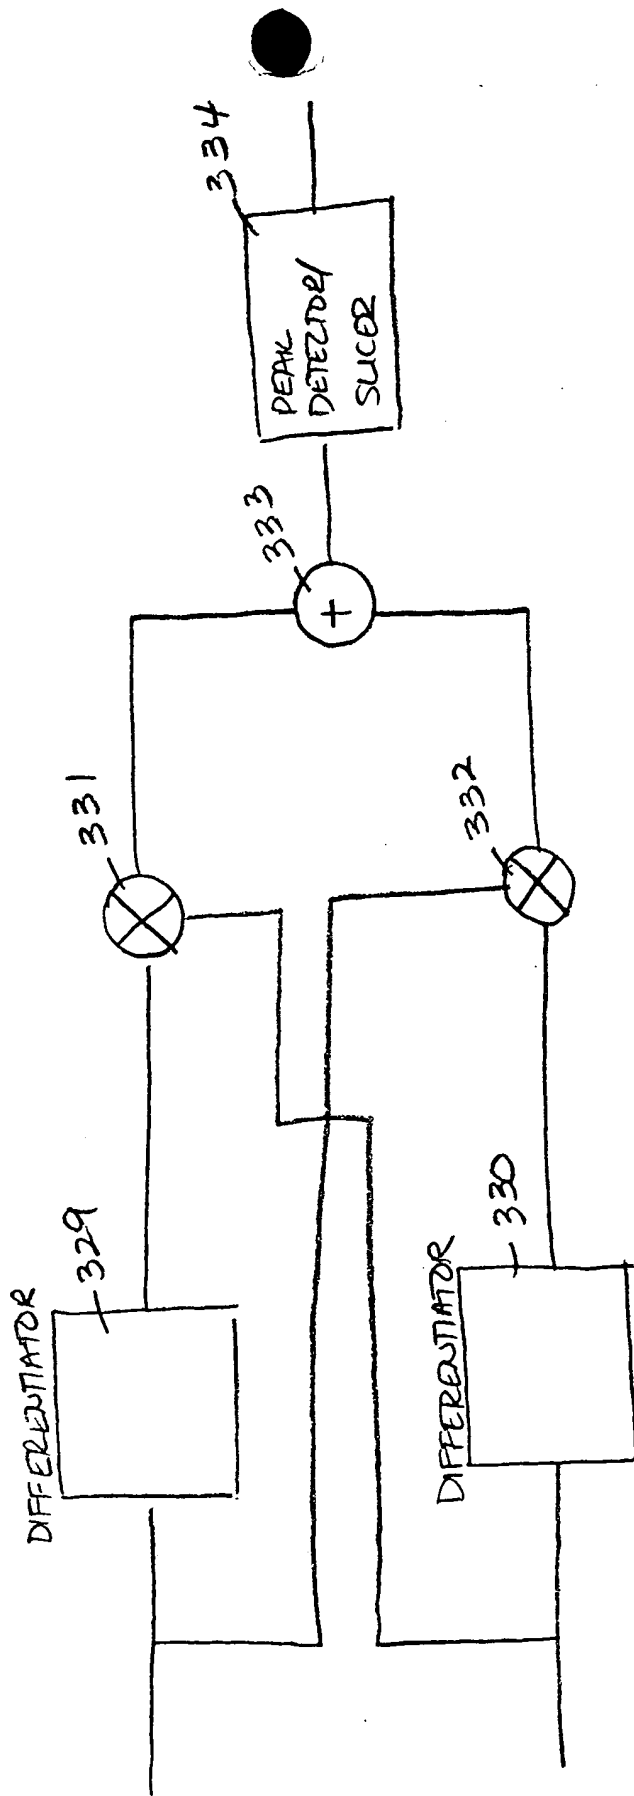 DIFFERENTIATOR
329
331
333
PEAK
DETECTOR/
SLICER
334
DIFFERENTIATOR
330
332
+